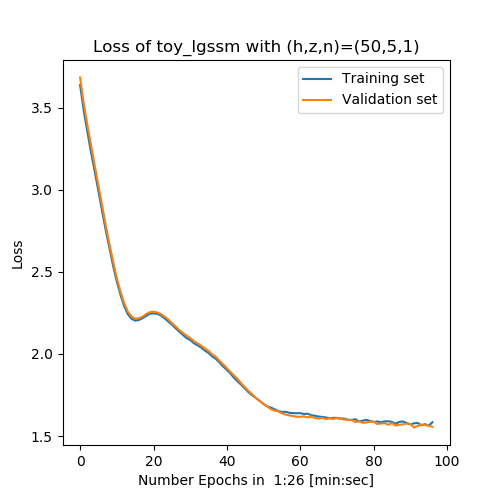 Loss of toy_lgssm with (h,z,n)=(50,5,1)
Training set
Validation set
3.5
3.0
2.5
2.0
1.5
Loss
0 20 40 60 80 100
Number Epochs in  1:26 [min:sec]